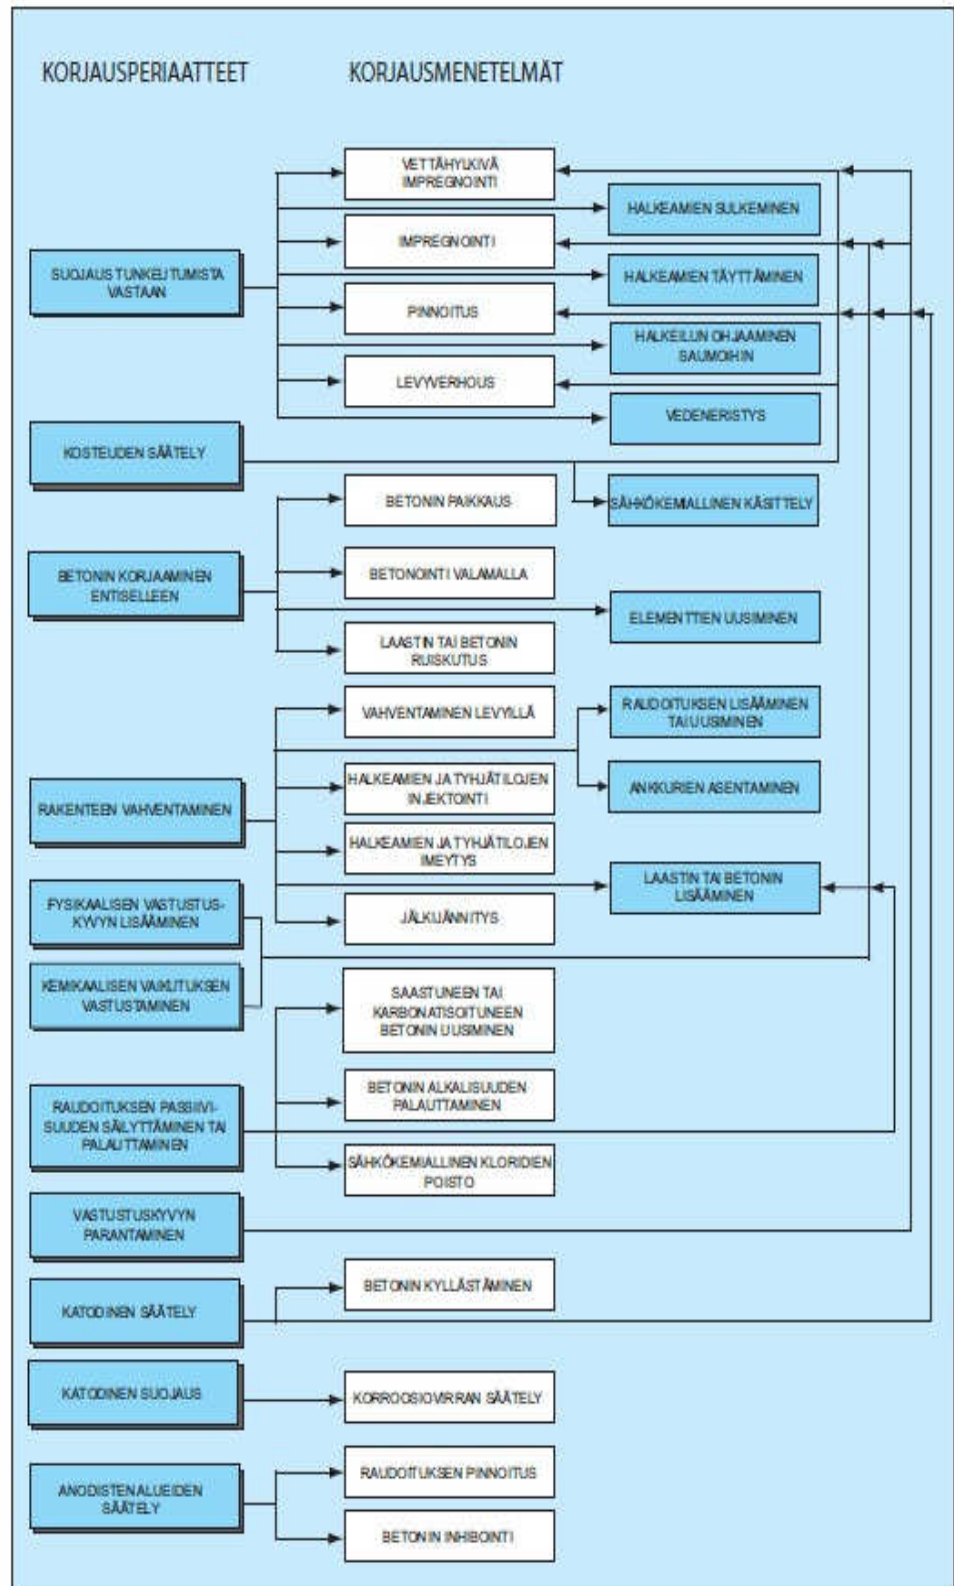 KORJAUSPERIAATTEET
KORJAUSMENETELMÄT
SUOJAUS TUNKEUTUMISTA
VASTAAN
VETTÄHYLKIVÄ
IMPREGNOINTI
HALKEAMIEN SULKEMINEN
IMPREGNOINTI
HALKEAMIEN TÄYTTÄMINEN
PINNOITUS
HALKEILUN OHJAAMINEN
SAUMOIHIN
LEVYVERHOUS
VEDENERISTYS
KOSTEUDEN SÄÄTELY
SÄHKÖKEMIALLINEN KÄSITTELY
BETONIN KORJAAMINEN
ENTISELLEEN
BETONIN PAIKKAUS
BETONOINTI VALAMALLA
ELEMENTTIEN UUSIMINEN
LAASTIN TAI BETONIN
RUISKUTUS
RAKENTEEN VAHVENTAMINEN
VAHVENTAMINEN LEVYILLÄ
RAUDOITUKSEN LISÄÄMINEN
TAI UUSIMINEN
HALKEAMIEN JA TYHJÄTILOJEN
INJEKTOINTI
ANKKURIEN ASENTAMINEN
HALKEAMIEN JA TYHJÄTILOJEN
IMEYTYS
LAASTIN TAI BETONIN
LISÄÄMINEN
JÄLKIJÄNNITYS
FYSIKAALISEN VASTUSTUS-
KYVYN LISÄÄMINEN
KEMIKAALISEN VAIKUTUKSEN
VASTUSTAMINEN
RAUDOITUKSEN PASSIIVI-
SUUDEN SÄILYTTÄMINEN TAI
PALAUTTAMINEN
SAASTUNEEN TAI
KARBONATISOITUNEEN
BETONIN UUSIMINEN
BETONIN ALKALISUUDEN
PALAUTTAMINEN
SÄHKÖKEMIALLINEN KLORIDIEN
POISTO
VASTUSTUSKYVYN
PARANTAMINEN
KATODINEN SÄÄTELY
BETONIN KYLLÄSTÄMINEN
KATODINEN SUOJAUS
KORROOSIOVIRRAN SÄÄTELY
ANODISTENALUEIDEN
SÄÄTELY
RAUDOITUKSEN PINNOITUS
BETONIN INHIBOINTI